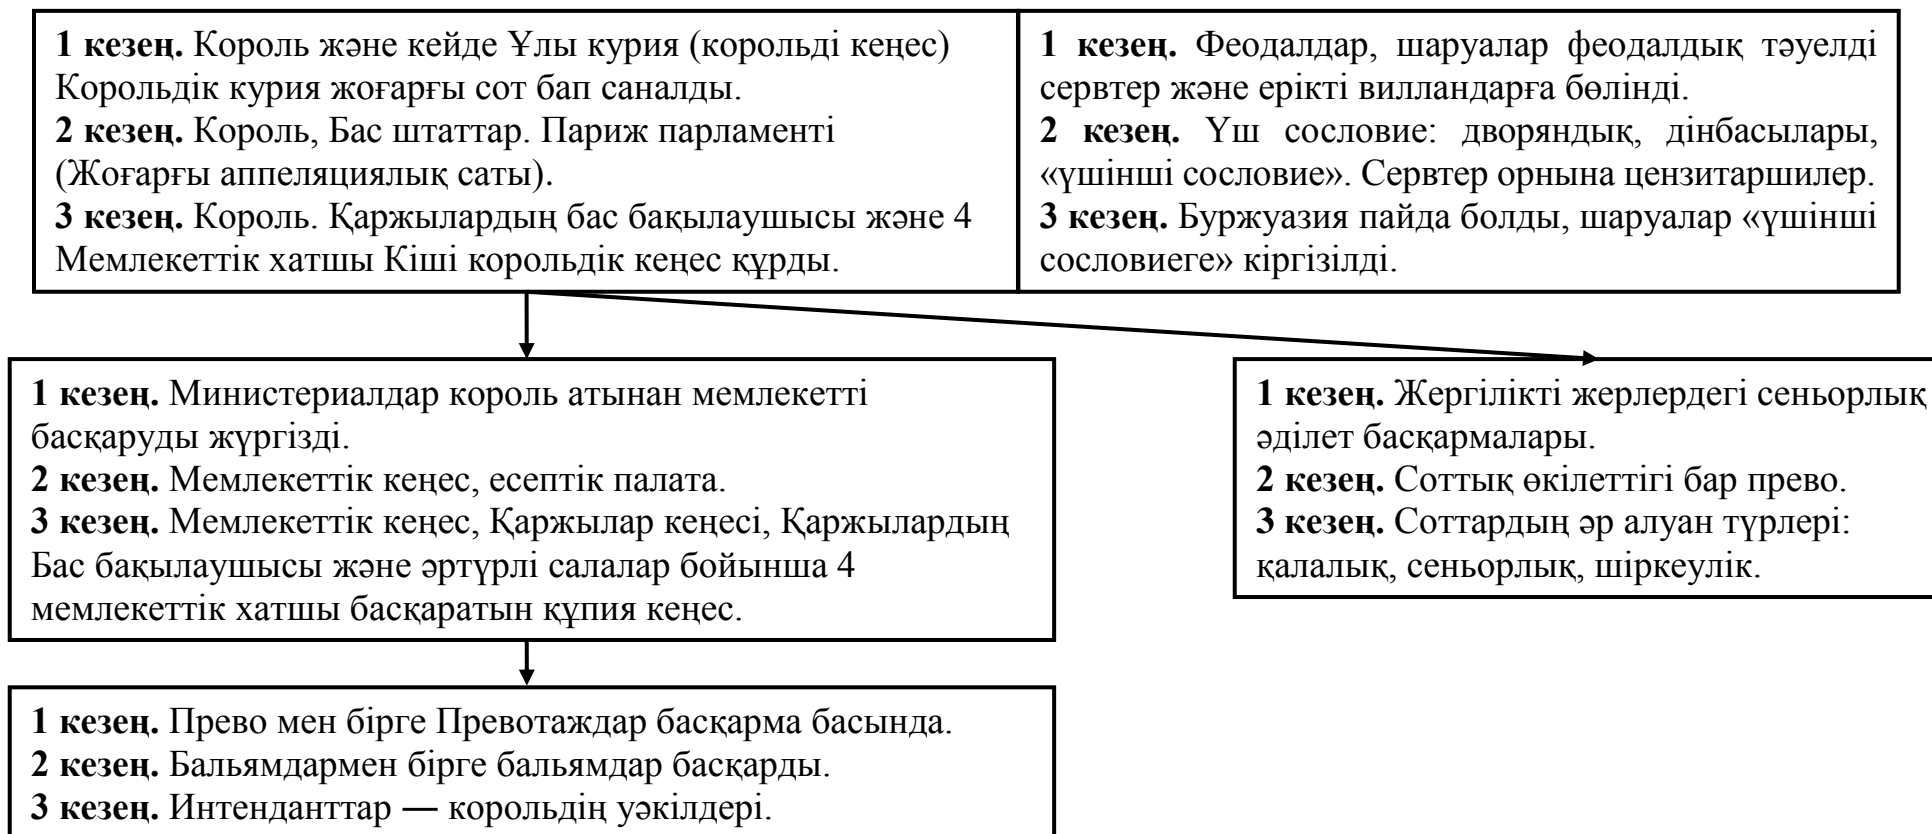 1 кезең. Король және кейде Ұлы курия (корольді кеңес)
Корольдік курия жоғарғы сот бап саналды.
2 кезең. Король, Бас штаттар. Париж парламенті
(Жоғарғы аппеляциялық саты).
3 кезең. Король. Қаржылардың бас бақылаушысы және 4
Мемлекеттік хатшы Кіші корольдік кеңес құрды.
1 кезең. Феодалдар, шаруалар феодалдық тәуелді
сервтер және ерікті вилландарға бөлінді.
2 кезең. Үш сословие: дворяндық, дінбасылары,
«үшінші сословие». Сервтер орнына цензитаршилер.
3 кезең. Буржуазия пайда болды, шаруалар «үшінші
сословиеге» кіргізілді.
1 кезең. Министериалдар король атынан мемлекетті
басқаруды жүргізді.
2 кезең. Мемлекеттік кеңес, есептік палата.
3 кезең. Мемлекеттік кеңес, Қаржылар кеңесі, Қаржылардың
Бас бақылаушысы және әртүрлі салалар бойынша 4
мемлекеттік хатшы басқаратын құпия кеңес.
1 кезең. Жергілікті жерлердегі сеньорлық
әділет басқармалары.
2 кезең. Соттық өкілеттігі бар прево.
3 кезең. Соттардың әр алуан түрлері:
қалалық, сеньорлық, шіркеулік.
1 кезең. Прево мен бірге Превотаждар басқарма басында.
2 кезең. Бальямдармен бірге бальямдар басқарды.
3 кезең. Интенданттар — корольдің уәкілдері.